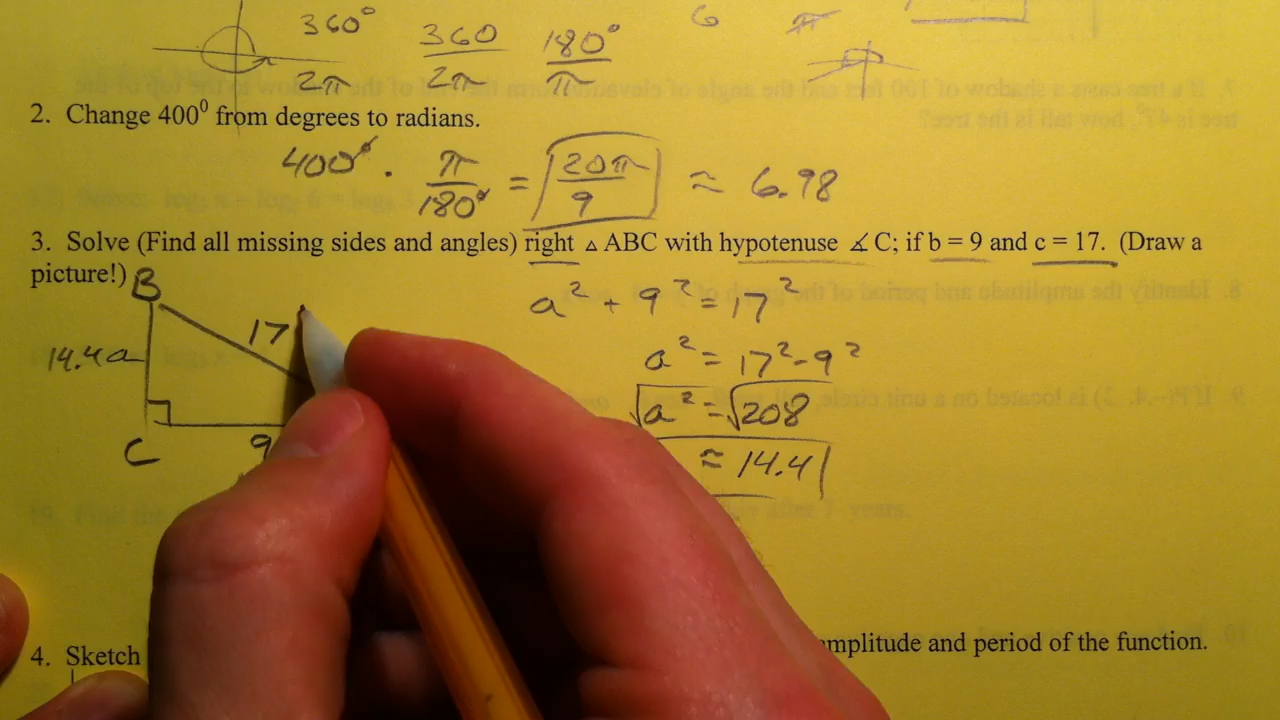 360° 360 180° 6 π
2π 2π π
2. Change 400⁰ from degrees to radians.
400° · π/180° = 20π/9 ≈ 6.98
3. Solve (Find all missing sides and angles) right △ ABC with hypotenuse ∡ C; if b = 9 and c = 17. (Draw a
picture!)
B
17
14.4 a
C
9
a² + 9² = 17²
a² = 17² - 9²
√a² = √208
≈ 14.4
4. Sketch
amplitude and period of the function.